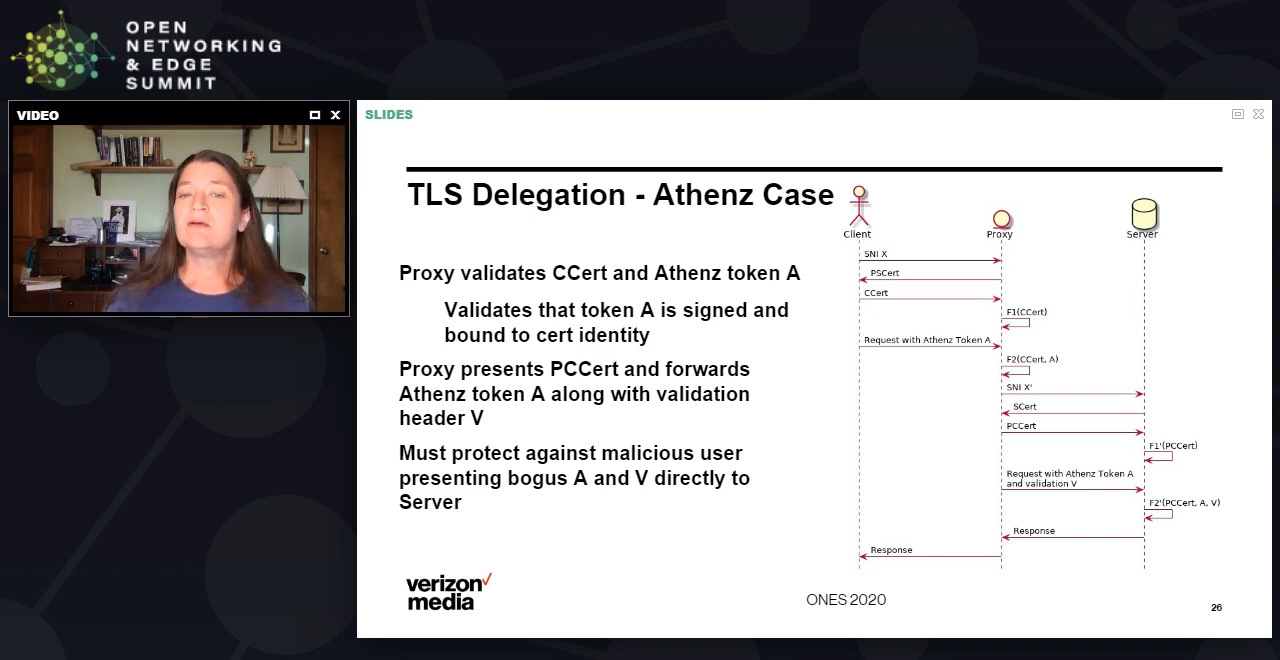 OPEN
NETWORKING
& EDGE
SUMMIT
VIDEO
SLIDES
TLS Delegation - Athenz Case
Proxy validates CCert and Athenz token A
Validates that token A is signed and
bound to cert identity
Proxy presents PCCert and forwards
Athenz token A along with validation
header V
Must protect against malicious user
presenting bogus A and V directly to
Server
Client
Proxy
Server
SNI X
PSCert
CCert
F1(CCert)
Request with Athenz Token A
F2(CCert, A)
SNI X'
SCert
PCCert
F1'(PCCert)
Request with Athenz Token A
and validation V
F2'(PCCert, A, V)
Response
Response
verizon✓
media
ONES 2020
26